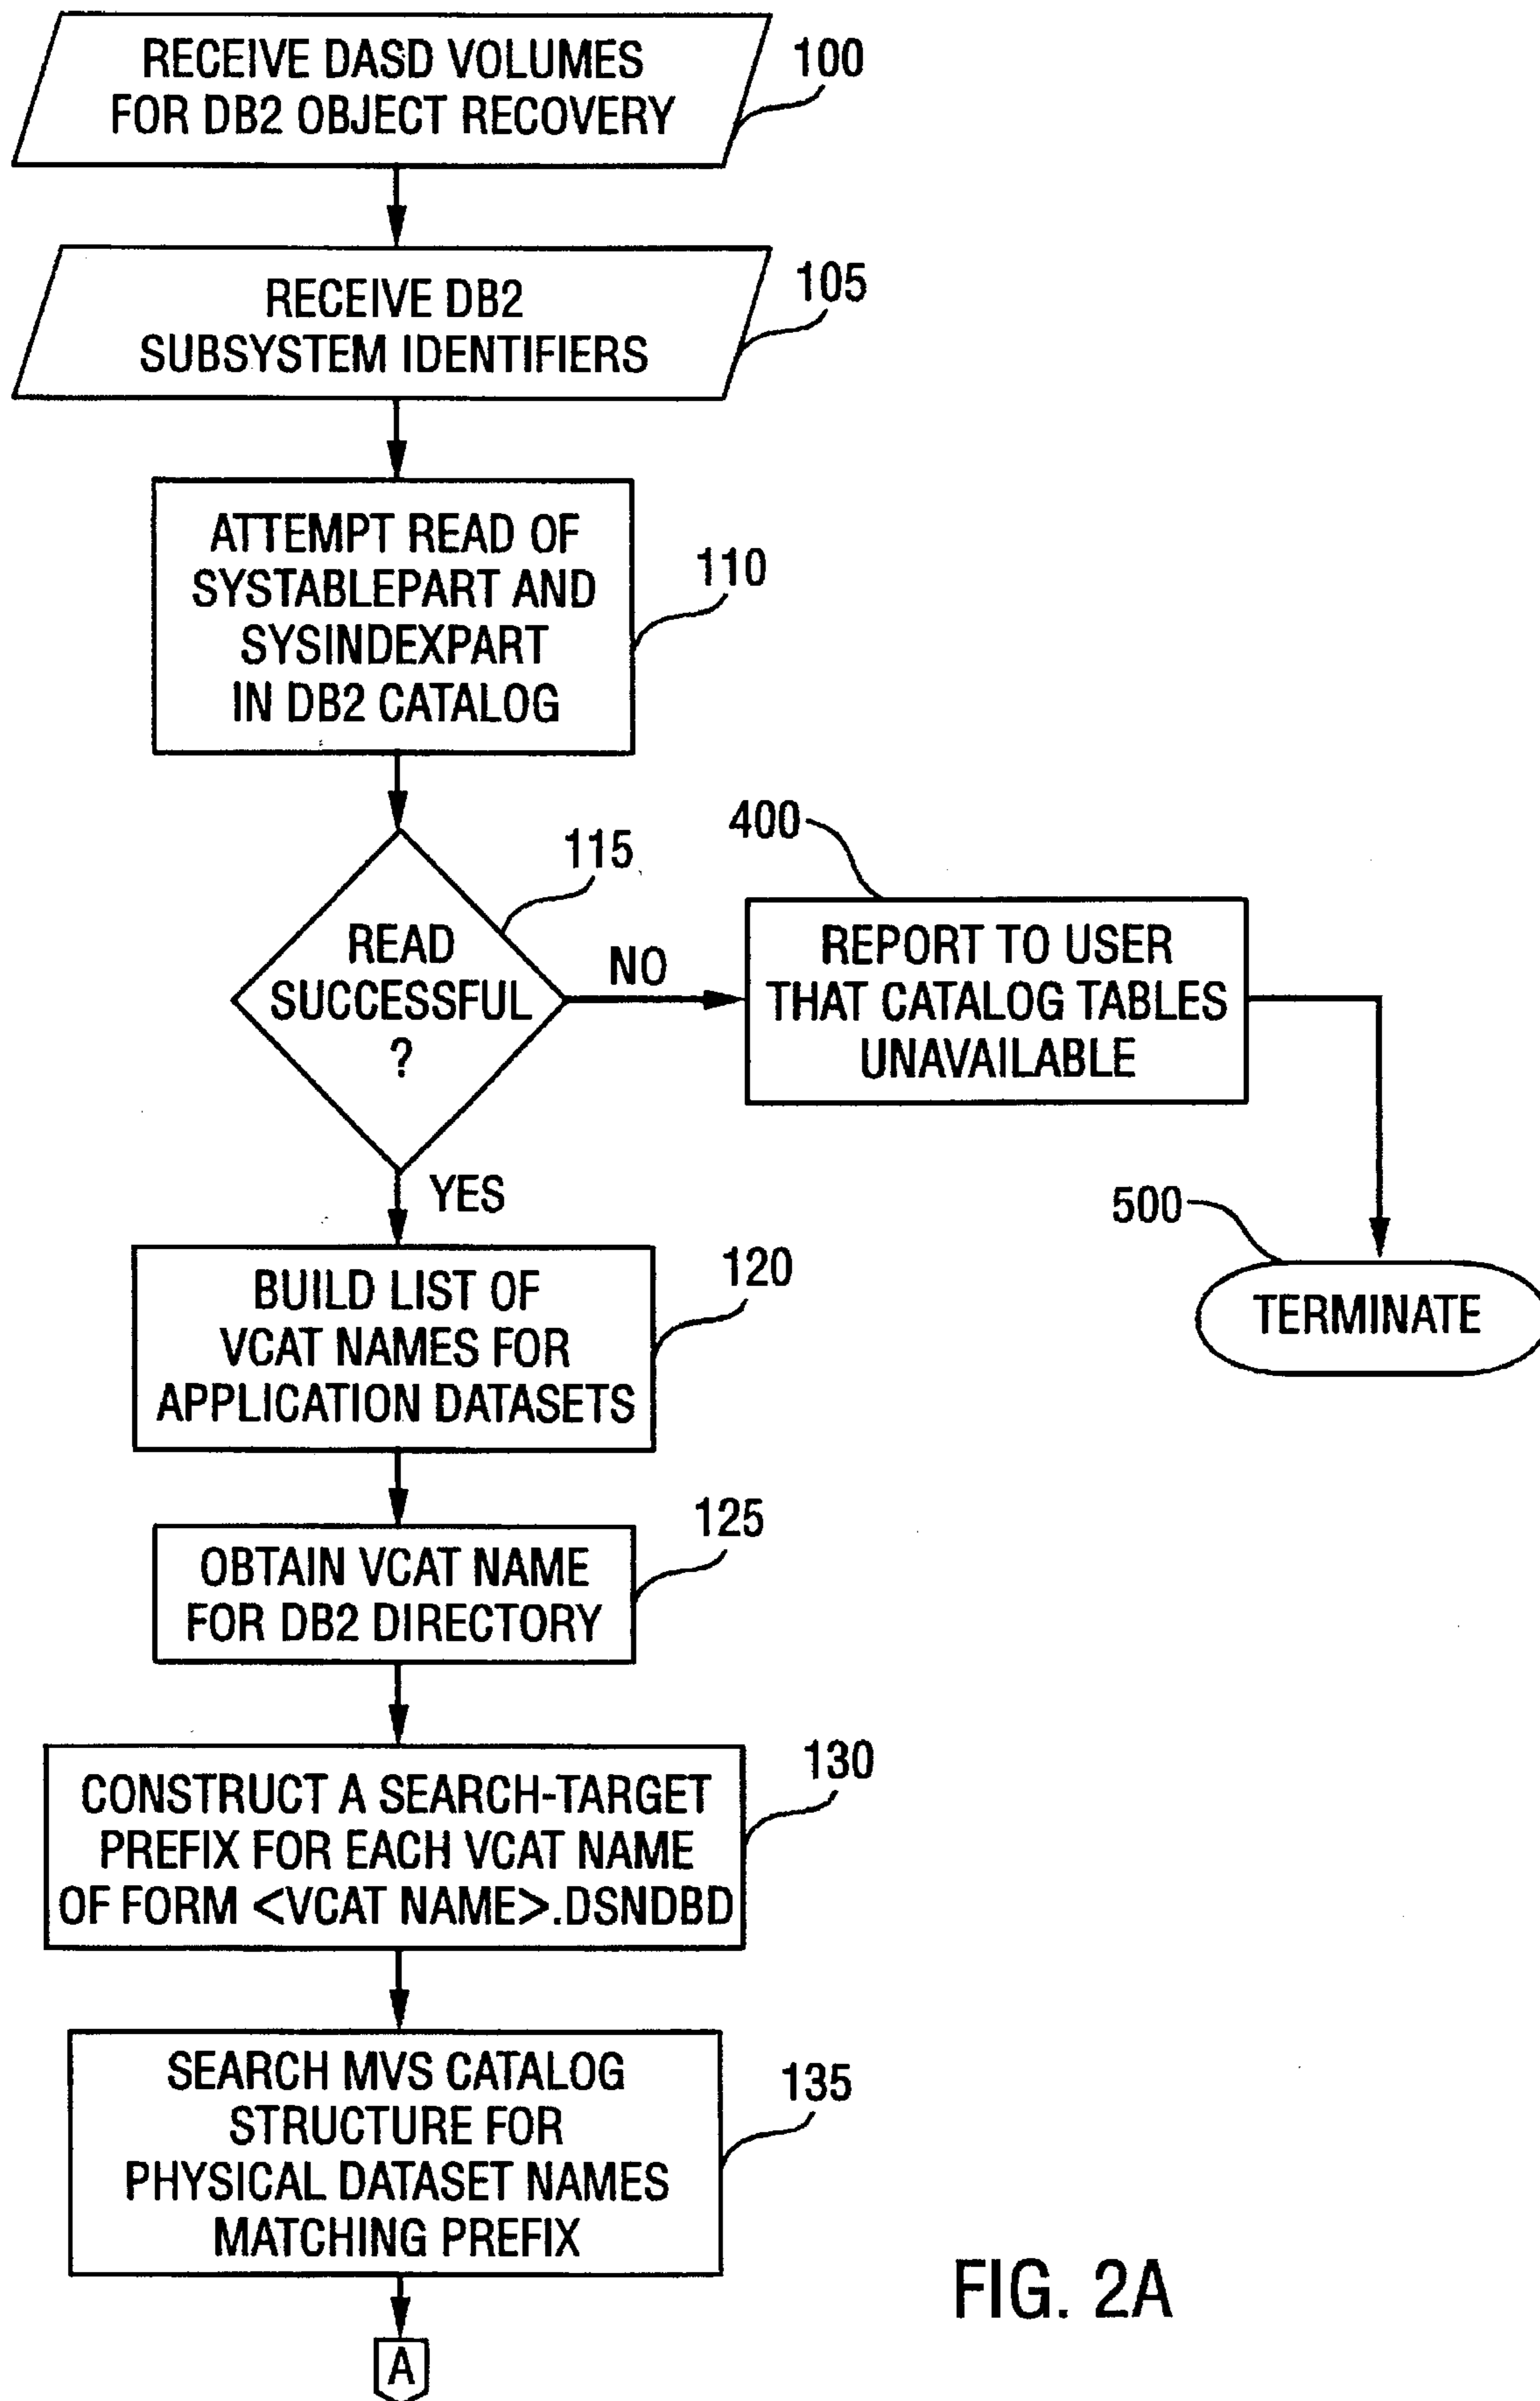 RECEIVE DASD VOLUMES
FOR DB2 OBJECT RECOVERY
100
RECEIVE DB2
SUBSYSTEM IDENTIFIERS
105
ATTEMPT READ OF
SYSTABLEPART AND
SYSINDEXPART
IN DB2 CATALOG
110
READ
SUCCESSFUL
?
115
NO
400
REPORT TO USER
THAT CATALOG TABLES
UNAVAILABLE
YES
500
TERMINATE
BUILD LIST OF
VCAT NAMES FOR
APPLICATION DATASETS
120
OBTAIN VCAT NAME
FOR DB2 DIRECTORY
125
CONSTRUCT A SEARCH-TARGET
PREFIX FOR EACH VCAT NAME
OF FORM <VCAT NAME>.DSNDBD
130
SEARCH MVS CATALOG
STRUCTURE FOR
PHYSICAL DATASET NAMES
MATCHING PREFIX
135
A
FIG. 2A